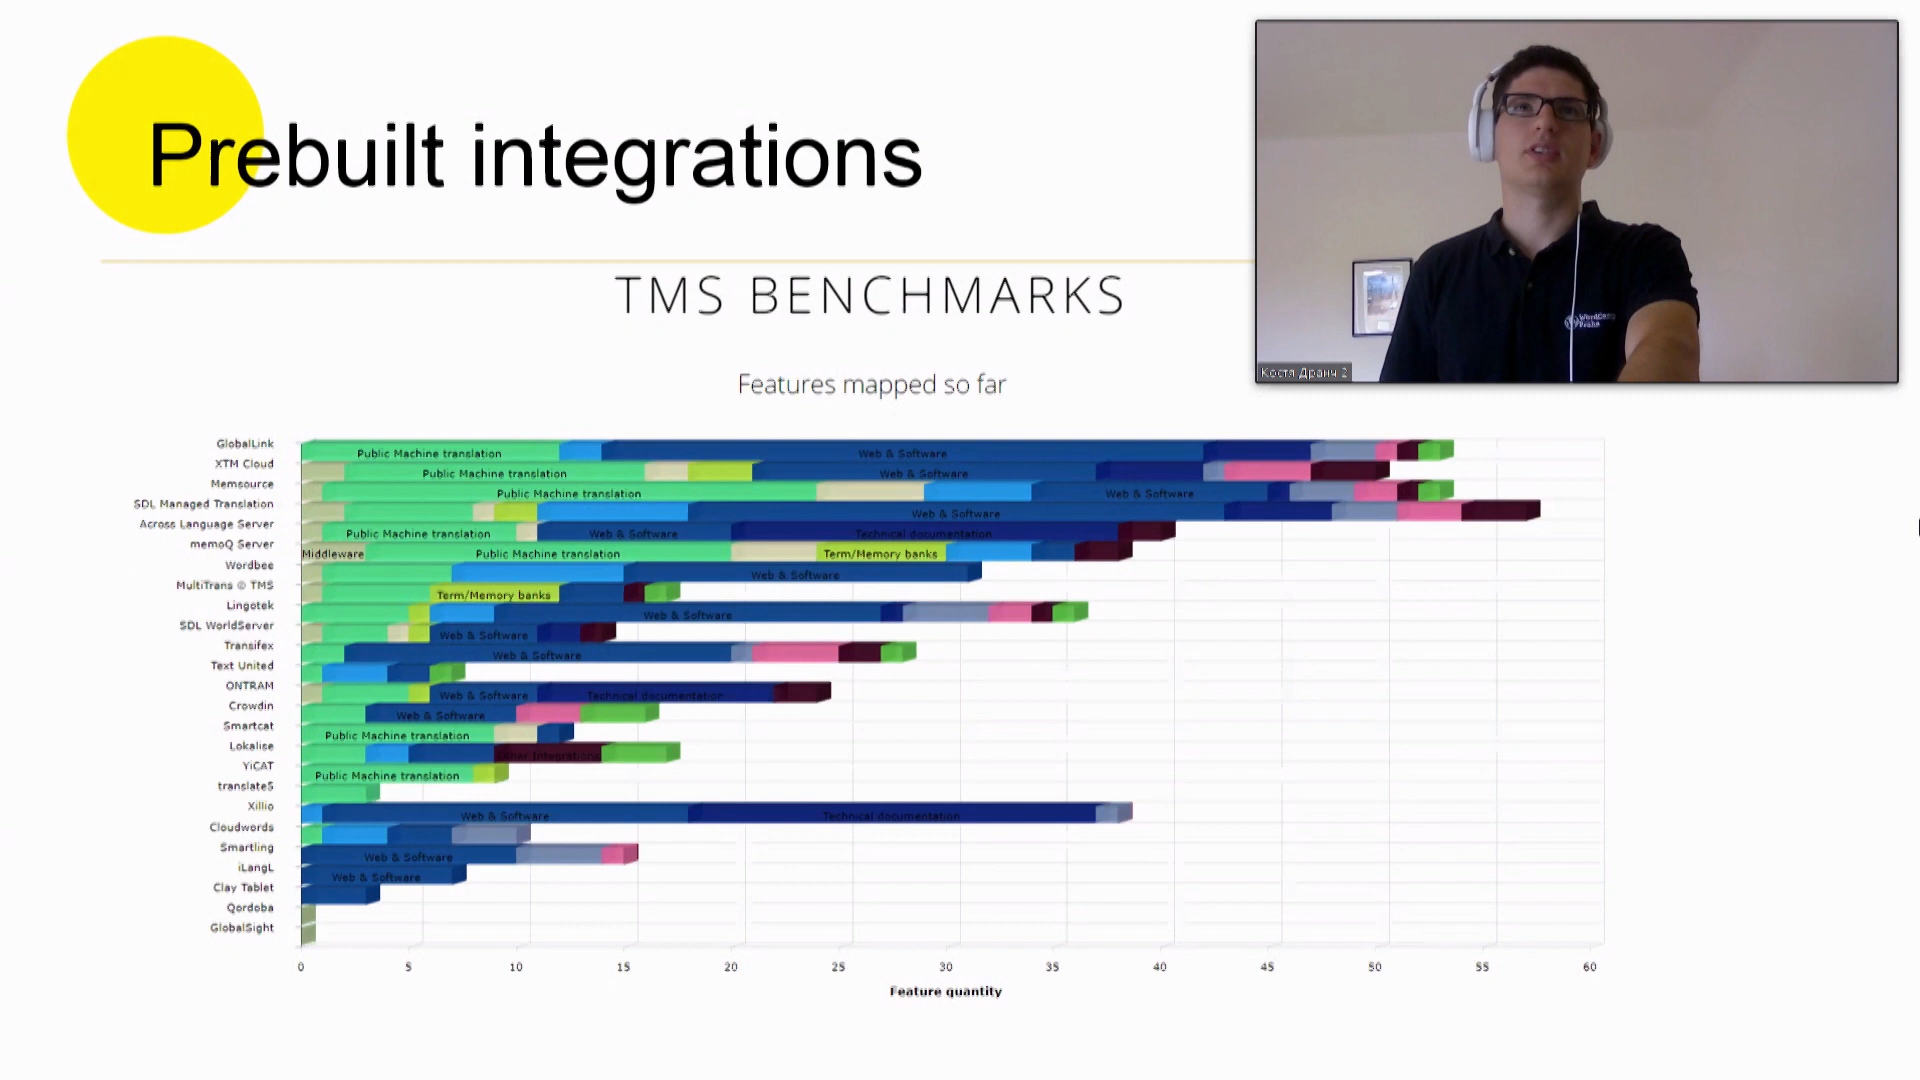 Prebuilt integrations
TMS BENCHMARKS
Features mapped so far
Костя Дранч 2
WordCamp
Praha
GlobalLink
Public Machine translation
Web & Software
XTM Cloud
Public Machine translation
Web & Software
Memsource
Public Machine translation
Web & Software
SDL Managed Translation
Web & Software
Across Language Server
Public Machine translation
Web & Software
Technical documentation
memoQ Server
Middleware
Public Machine translation
Term/Memory banks
Wordbee
Web & Software
MultiTrans © TMS
Term/Memory banks
Lingotek
Web & Software
SDL WorldServer
Web & Software
Transifex
Web & Software
Text United
ONTRAM
Web & Software
Technical documentation
Crowdin
Web & Software
Smartcat
Public Machine translation
Lokalise
Other Integrations
YiCAT
Public Machine translation
translate5
Xillio
Web & Software
Technical documentation
Cloudwords
Smartling
Web & Software
iLangL
Web & Software
Clay Tablet
Qordoba
GlobalSight
0 5 10 15 20 25 30 35 40 45 50 55 60
Feature quantity